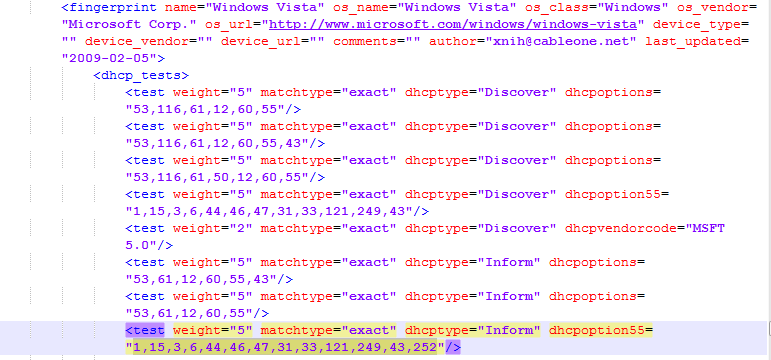 <fingerprint name="Windows Vista" os_name="Windows Vista" os_class="Windows" os_vendor=
"Microsoft Corp." os_url="http://www.microsoft.com/windows/windows-vista" device_type=
"" device_vendor="" device_url="" comments="" author="xnih@cableone.net" last_updated=
"2009-02-05">
<dhcp_tests>
<test weight="5" matchtype="exact" dhcptype="Discover" dhcpoptions=
"53,116,61,12,60,55"/>
<test weight="5" matchtype="exact" dhcptype="Discover" dhcpoptions=
"53,116,61,12,60,55,43"/>
<test weight="5" matchtype="exact" dhcptype="Discover" dhcpoptions=
"53,116,61,50,12,60,55"/>
<test weight="5" matchtype="exact" dhcptype="Discover" dhcpoption55=
"1,15,3,6,44,46,47,31,33,121,249,43"/>
<test weight="2" matchtype="exact" dhcptype="Discover" dhcpvendorcode="MSFT
5.0"/>
<test weight="5" matchtype="exact" dhcptype="Inform" dhcpoptions=
"53,61,12,60,55,43"/>
<test weight="5" matchtype="exact" dhcptype="Inform" dhcpoptions=
"53,61,12,60,55"/>
<test weight="5" matchtype="exact" dhcptype="Inform" dhcpoption55=
"1,15,3,6,44,46,47,31,33,121,249,43,252"/>